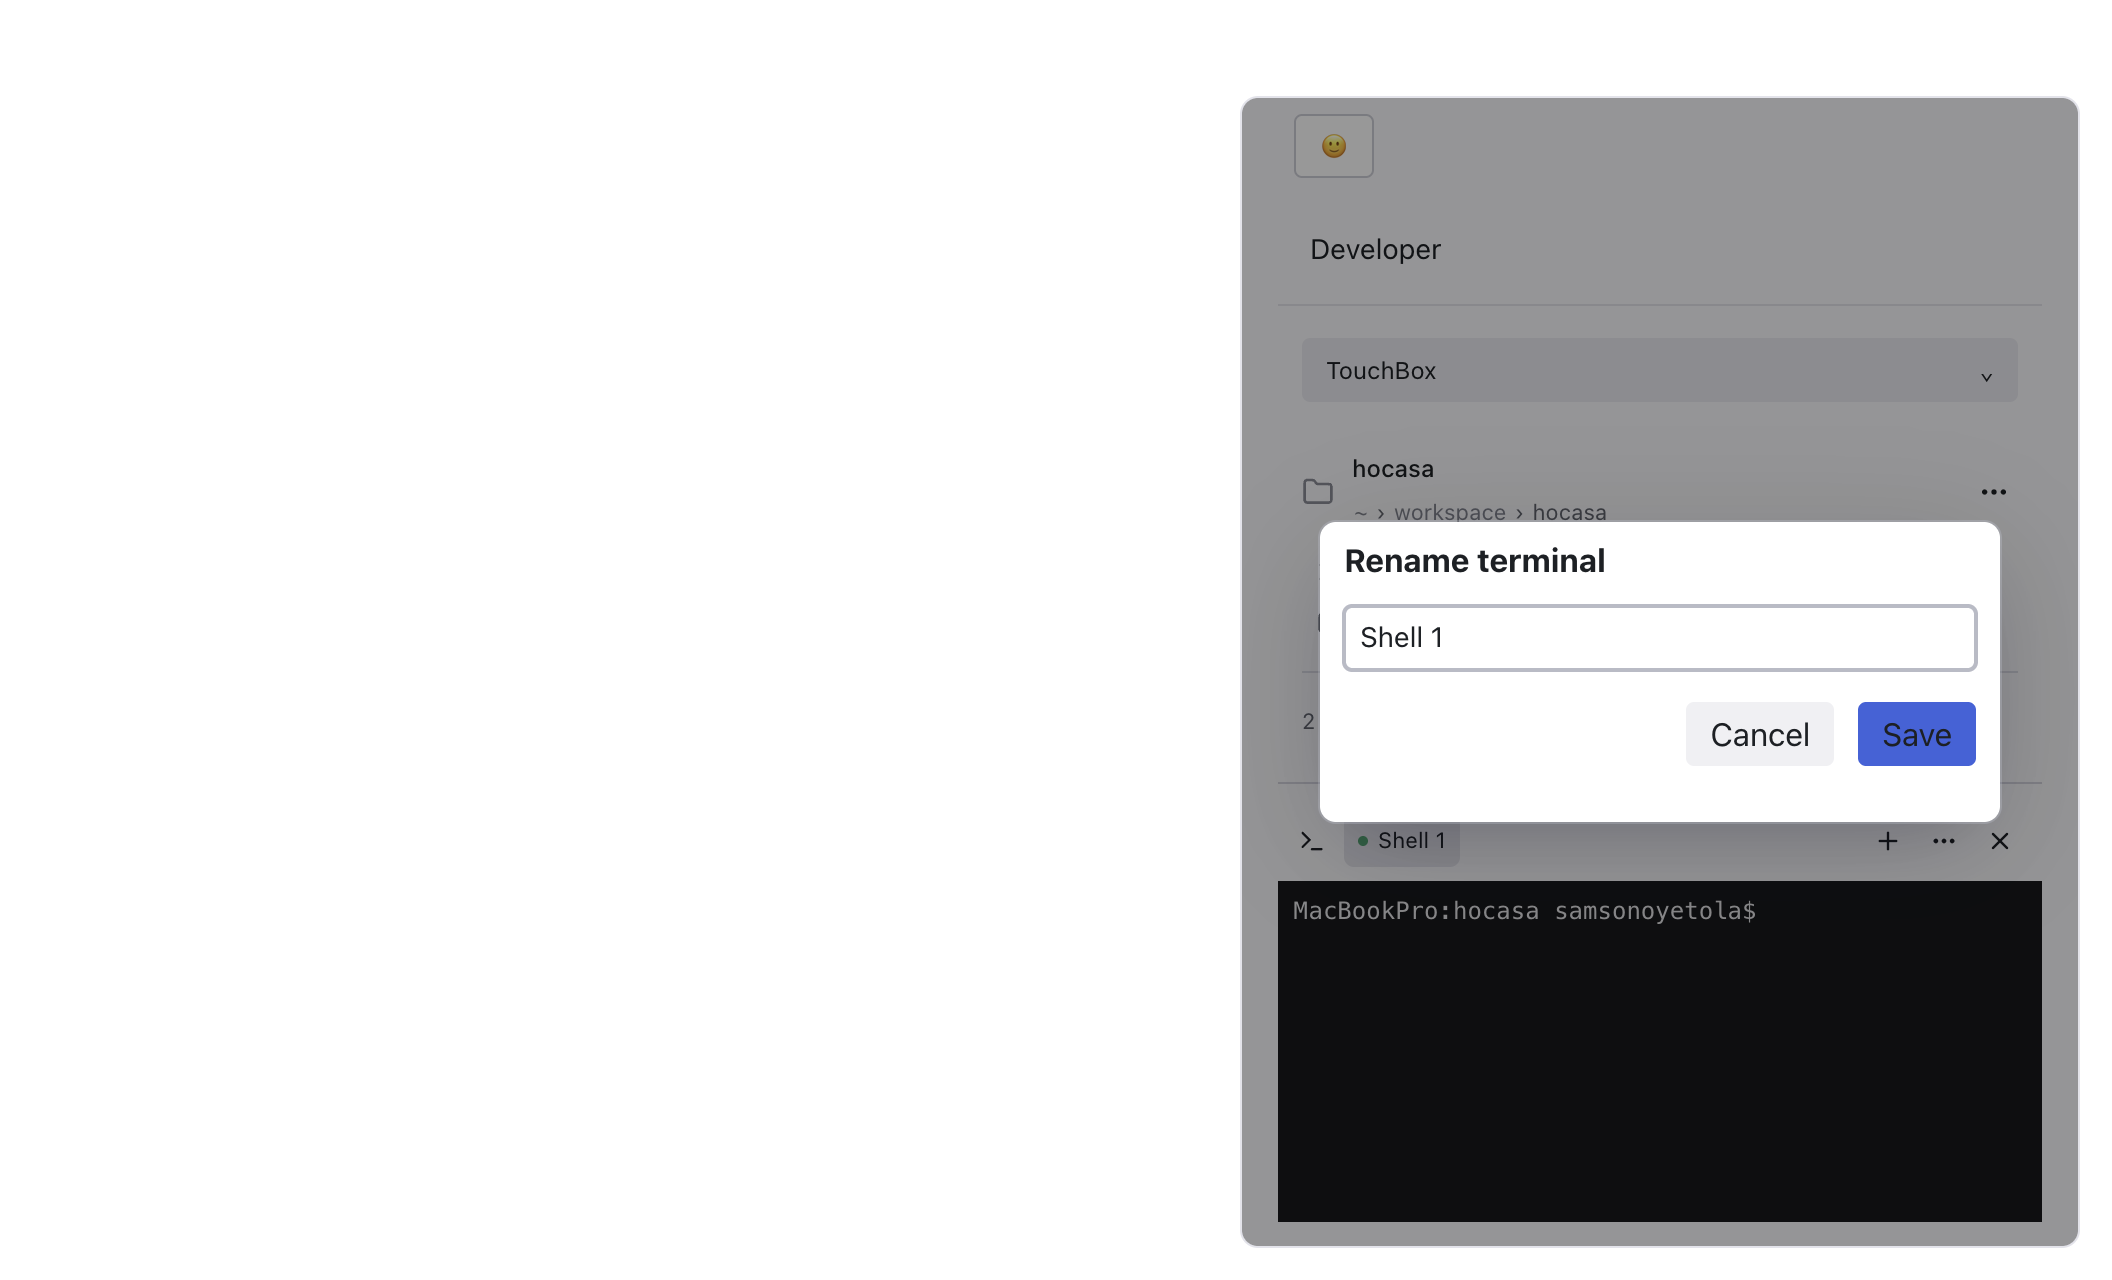 Developer
TouchBox
hocasa
~ › workspace › hocasa
Rename terminal
Shell 1
2
Cancel Save
Shell 1
MacBookPro:hocasa samsonoyetola$